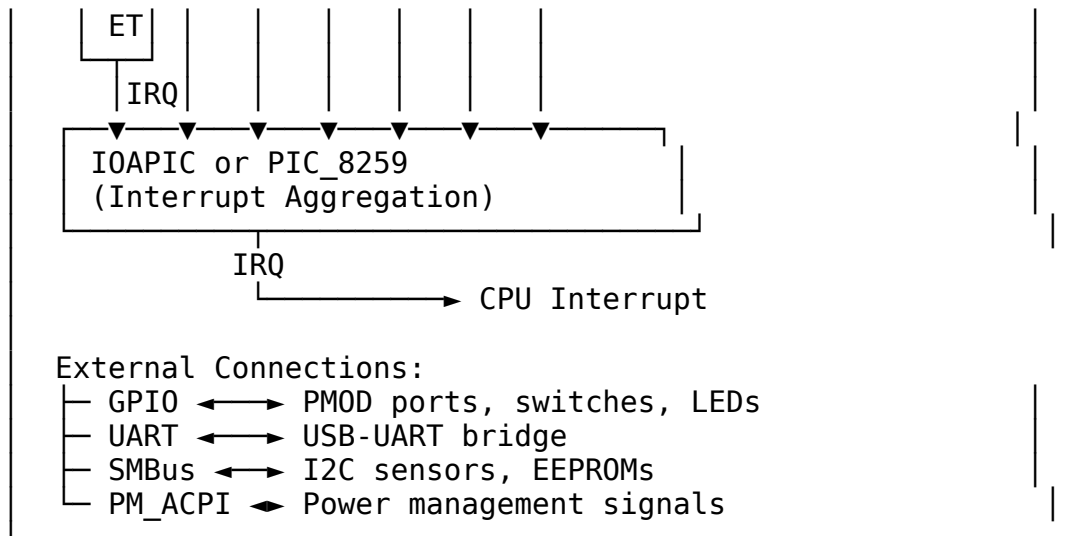 ET
IRQ
IOAPIC or PIC_8259
(Interrupt Aggregation)
IRQ
CPU Interrupt
External Connections:
GPIO ◄──► PMOD ports, switches, LEDs
UART ◄──► USB-UART bridge
SMBus ◄──► I2C sensors, EEPROMs
PM_ACPI ◄► Power management signals